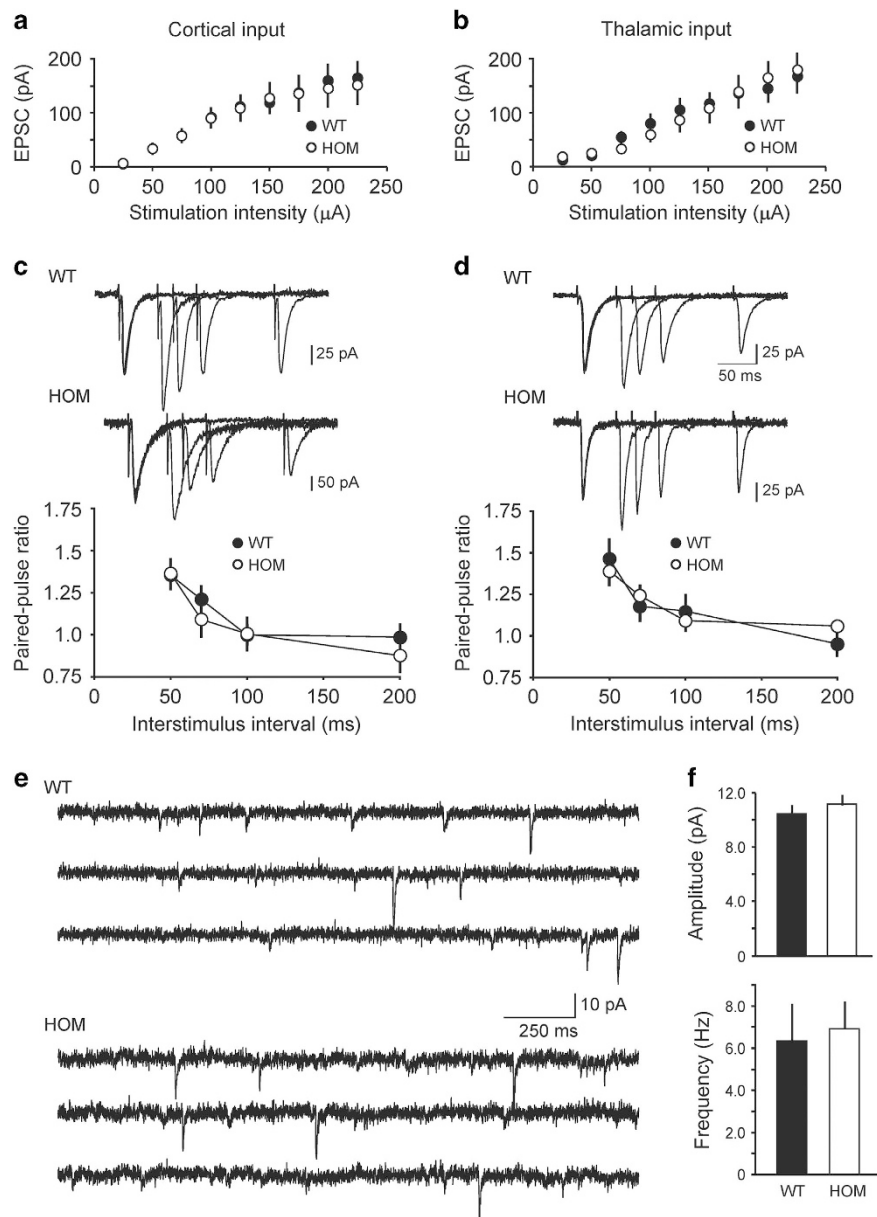 a
Cortical input
200
100
0
EPSC (pA)
WT
HOM
0 50 100 150 200 250
Stimulation intensity (μA)
b
Thalamic input
200
100
0
EPSC (pA)
WT
HOM
0 50 100 150 200 250
Stimulation intensity (μA)
c
WT
25 pA
HOM
50 pA
1.75
1.5
1.25
1.0
0.75
Paired-pulse ratio
WT
HOM
0 50 100 150 200
Interstimulus interval (ms)
d
WT
25 pA
50 ms
HOM
25 pA
1.75
1.5
1.25
1.0
0.75
Paired-pulse ratio
WT
HOM
0 50 100 150 200
Interstimulus interval (ms)
e
WT
10 pA
250 ms
HOM
f
12.0
10.0
4.0
0
Amplitude (pA)
8.0
6.0
4.0
2.0
0
Frequency (Hz)
WT HOM